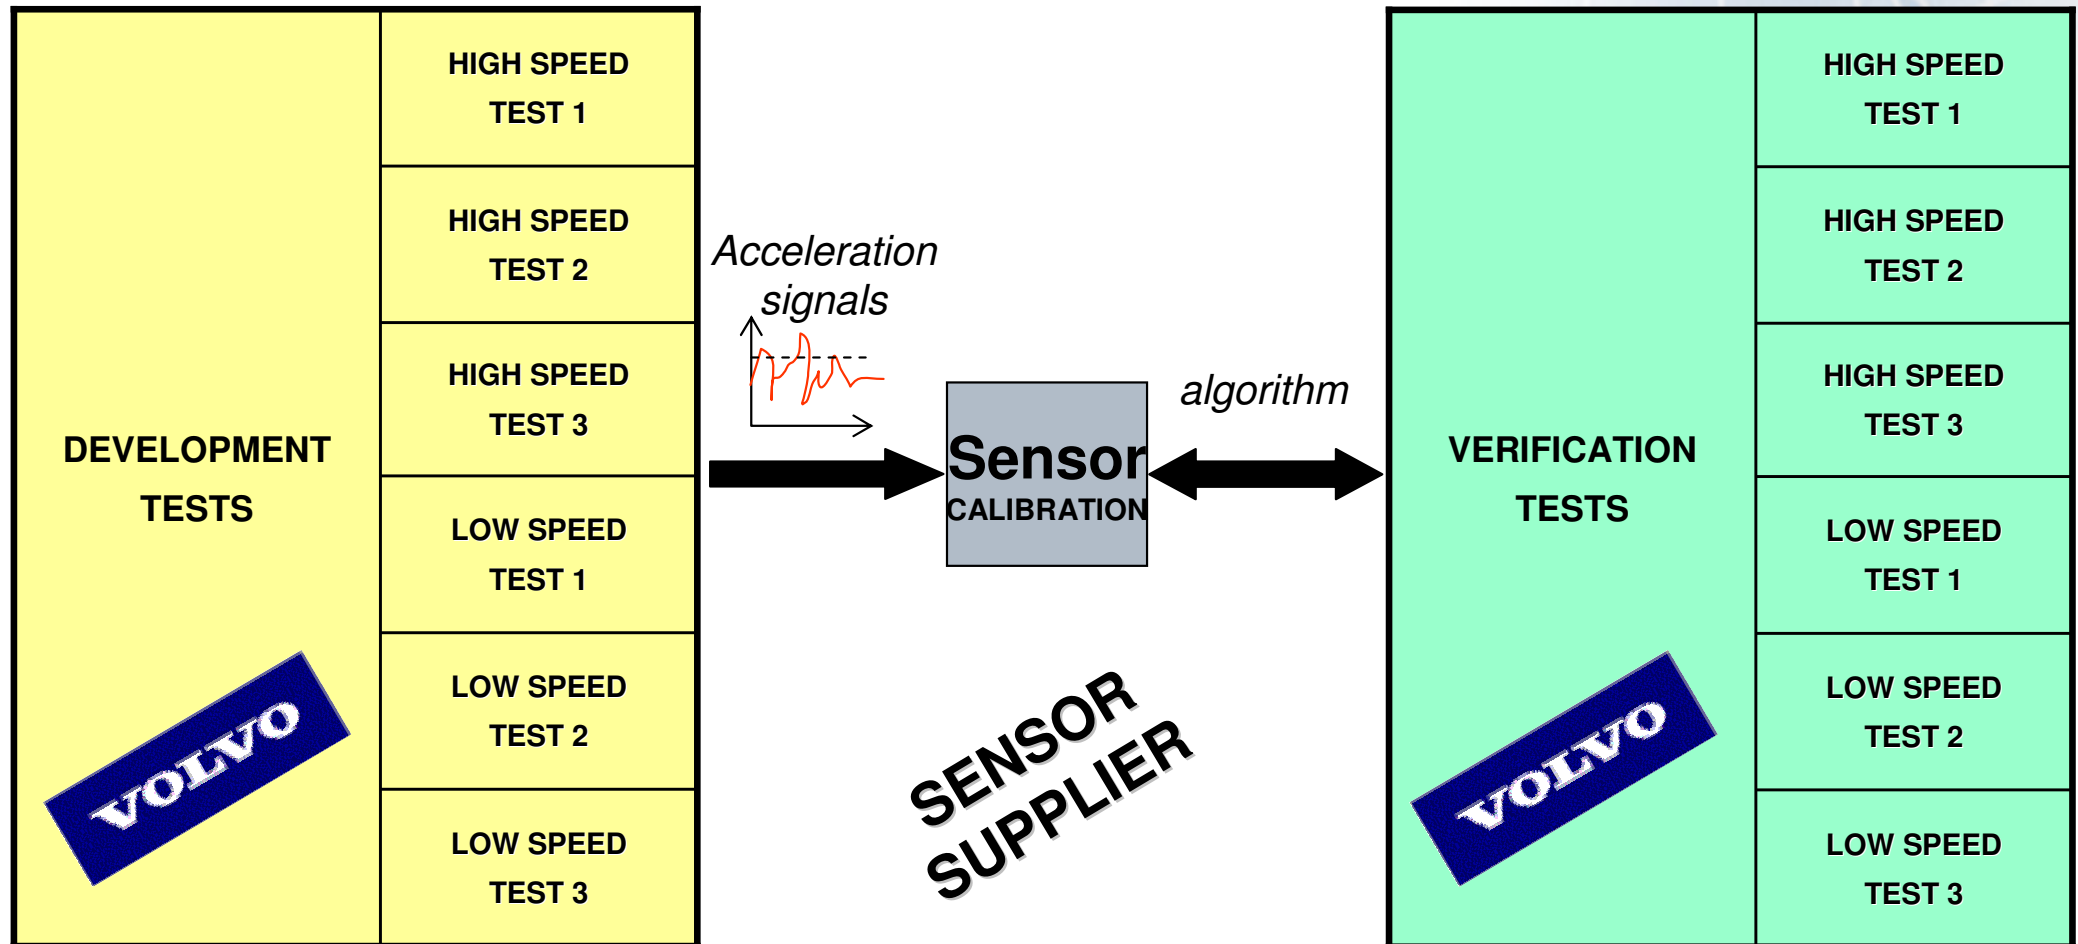 DEVELOPMENT
TESTS
HIGH SPEED
TEST 1
HIGH SPEED
TEST 2
HIGH SPEED
TEST 3
LOW SPEED
TEST 1
LOW SPEED
TEST 2
LOW SPEED
TEST 3
VOLVO
Acceleration
signals
Sensor
CALIBRATION
algorithm
SENSOR
SUPPLIER
VERIFICATION
TESTS
HIGH SPEED
TEST 1
HIGH SPEED
TEST 2
HIGH SPEED
TEST 3
LOW SPEED
TEST 1
LOW SPEED
TEST 2
LOW SPEED
TEST 3
VOLVO